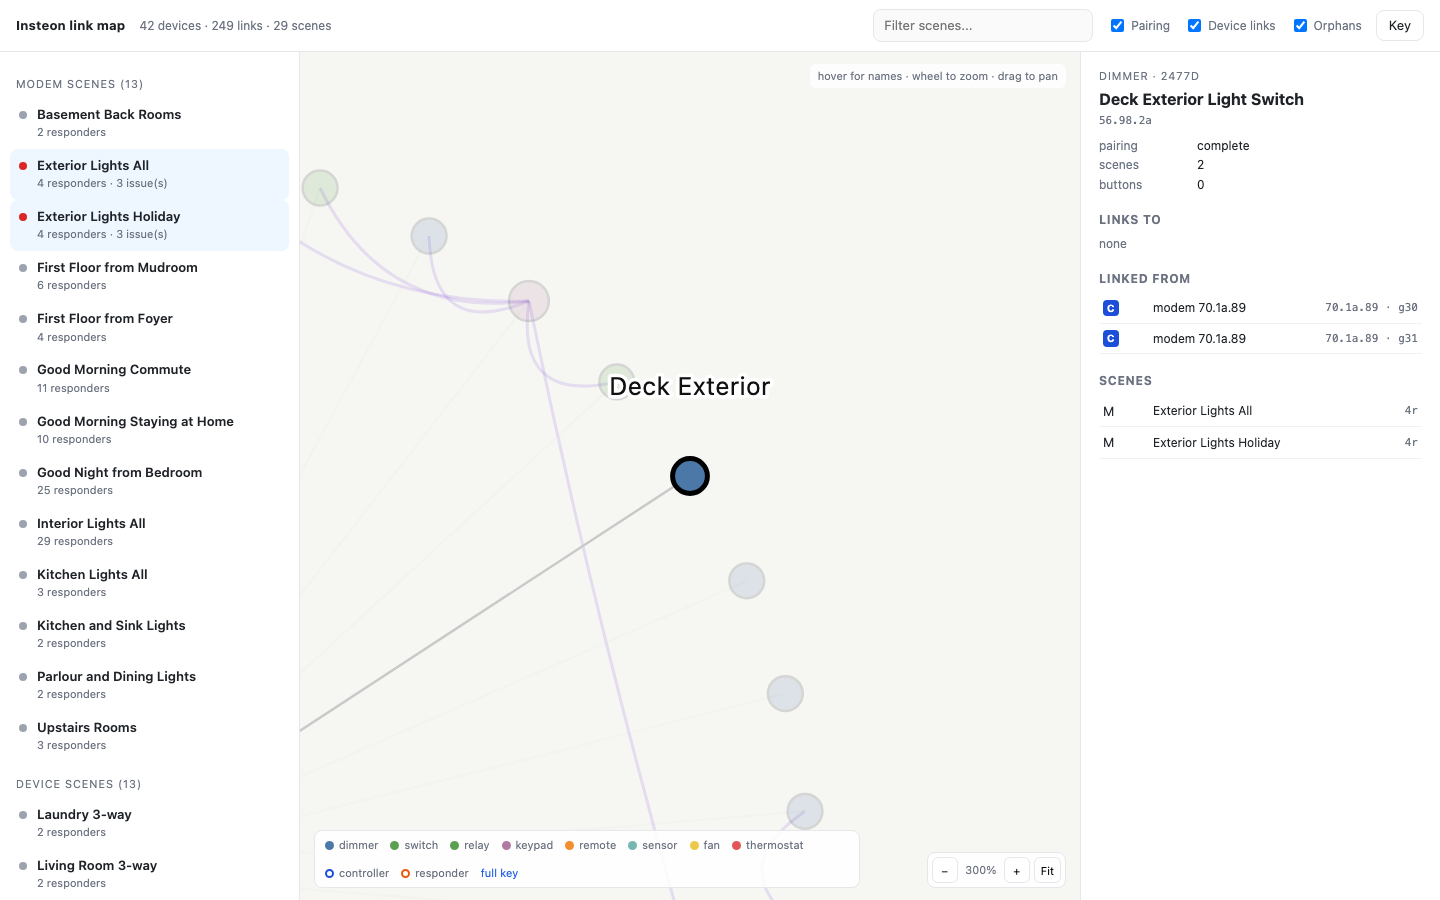 Insteon link map
42 devices · 249 links · 29 scenes
Filter scenes...
Pairing
Device links
Orphans
Key
MODEM SCENES (13)
Basement Back Rooms
2 responders
Exterior Lights All
4 responders · 3 issue(s)
Exterior Lights Holiday
4 responders · 3 issue(s)
First Floor from Mudroom
6 responders
First Floor from Foyer
4 responders
Good Morning Commute
11 responders
Good Morning Staying at Home
10 responders
Good Night from Bedroom
25 responders
Interior Lights All
29 responders
Kitchen Lights All
3 responders
Kitchen and Sink Lights
2 responders
Parlour and Dining Lights
2 responders
Upstairs Rooms
3 responders
DEVICE SCENES (13)
Laundry 3-way
2 responders
Living Room 3-way
2 responders
hover for names · wheel to zoom · drag to pan
Deck Exterior
dimmer switch relay keypad remote sensor fan thermostat
controller responder full key
− 300% + Fit
DIMMER · 2477D
Deck Exterior Light Switch
56.98.2a
pairing complete
scenes 2
buttons 0
LINKS TO
none
LINKED FROM
C modem 70.1a.89 70.1a.89 · g30
C modem 70.1a.89 70.1a.89 · g31
SCENES
M Exterior Lights All 4r
M Exterior Lights Holiday 4r